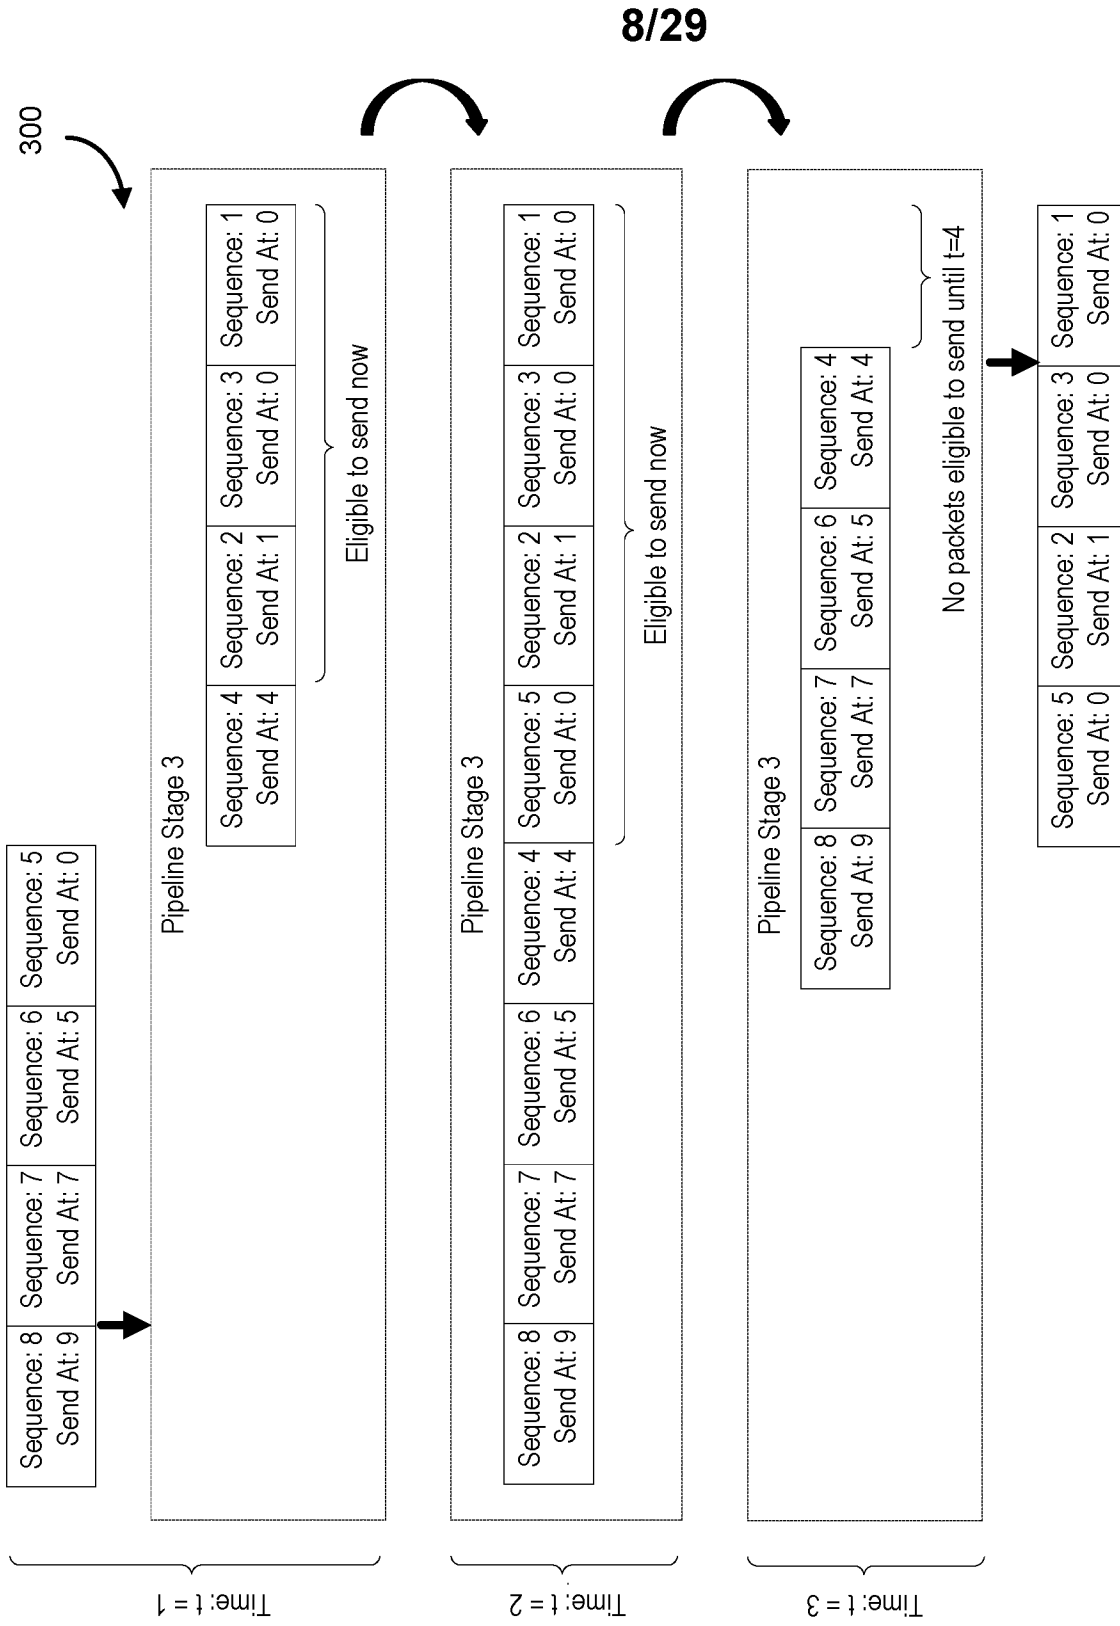 8/29
300
Sequence: 8
Send At: 9
Sequence: 7
Send At: 7
Sequence: 6
Send At: 5
Sequence: 5
Send At: 0
Time: t = 1
Pipeline Stage 3
Sequence: 4
Send At: 4
Sequence: 2
Send At: 1
Sequence: 3
Send At: 0
Sequence: 1
Send At: 0
Eligible to send now
Time: t = 2
Pipeline Stage 3
Sequence: 8
Send At: 9
Sequence: 7
Send At: 7
Sequence: 6
Send At: 5
Sequence: 4
Send At: 4
Sequence: 5
Send At: 0
Sequence: 2
Send At: 1
Sequence: 3
Send At: 0
Sequence: 1
Send At: 0
Eligible to send now
Time: t = 3
Pipeline Stage 3
Sequence: 8
Send At: 9
Sequence: 7
Send At: 7
Sequence: 6
Send At: 5
Sequence: 4
Send At: 4
No packets eligible to send until t=4
Sequence: 5
Send At: 0
Sequence: 2
Send At: 1
Sequence: 3
Send At: 0
Sequence: 1
Send At: 0